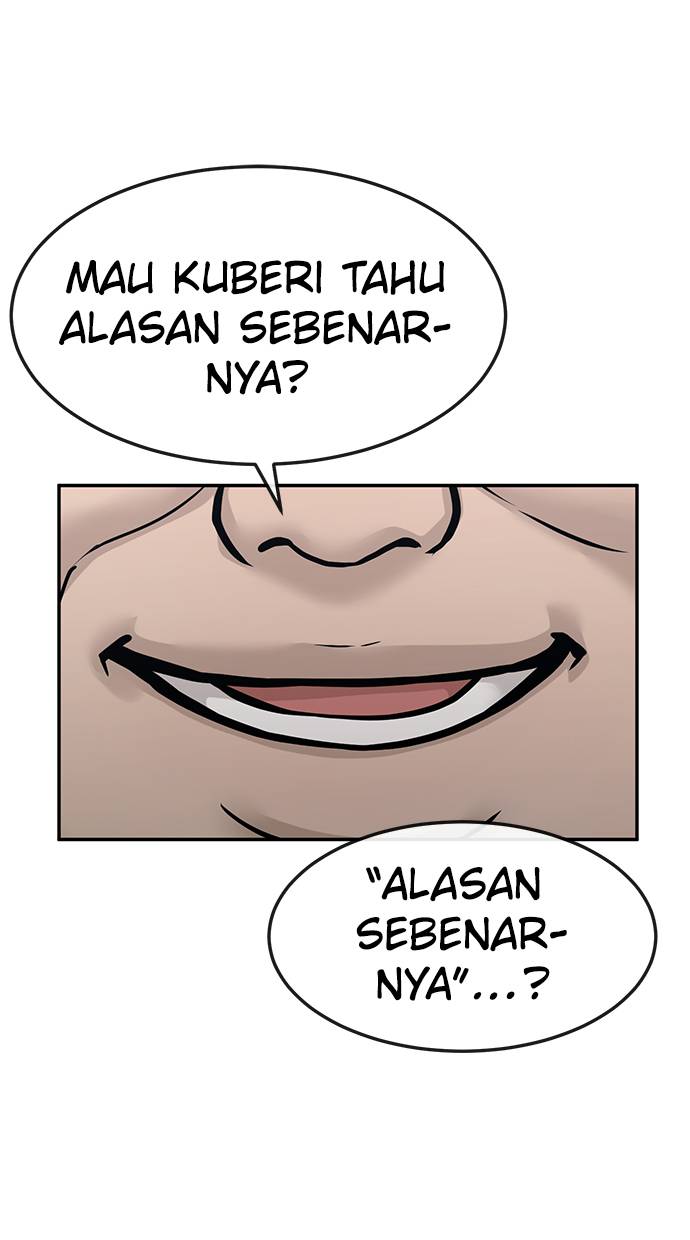 MAU KUBERI TAHU
ALASAN SEBENAR-
NYA?
"ALASAN
SEBENAR-
NYA"...?